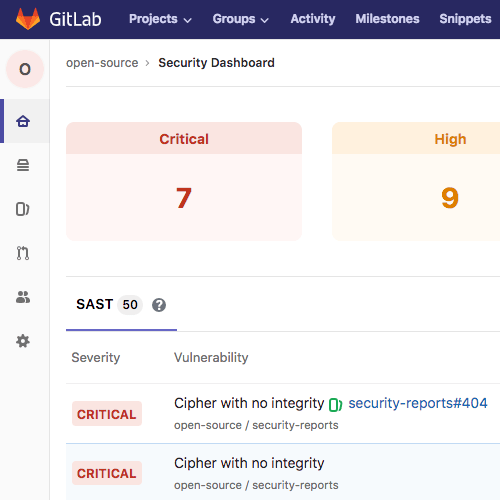 GitLab Projects Groups Activity Milestones Snippets
O open-source › Security Dashboard
Critical High
7 9
SAST 50 ?
Severity Vulnerability
CRITICAL Cipher with no integrity security-reports#404
open-source / security-reports
CRITICAL Cipher with no integrity
open-source / security-reports